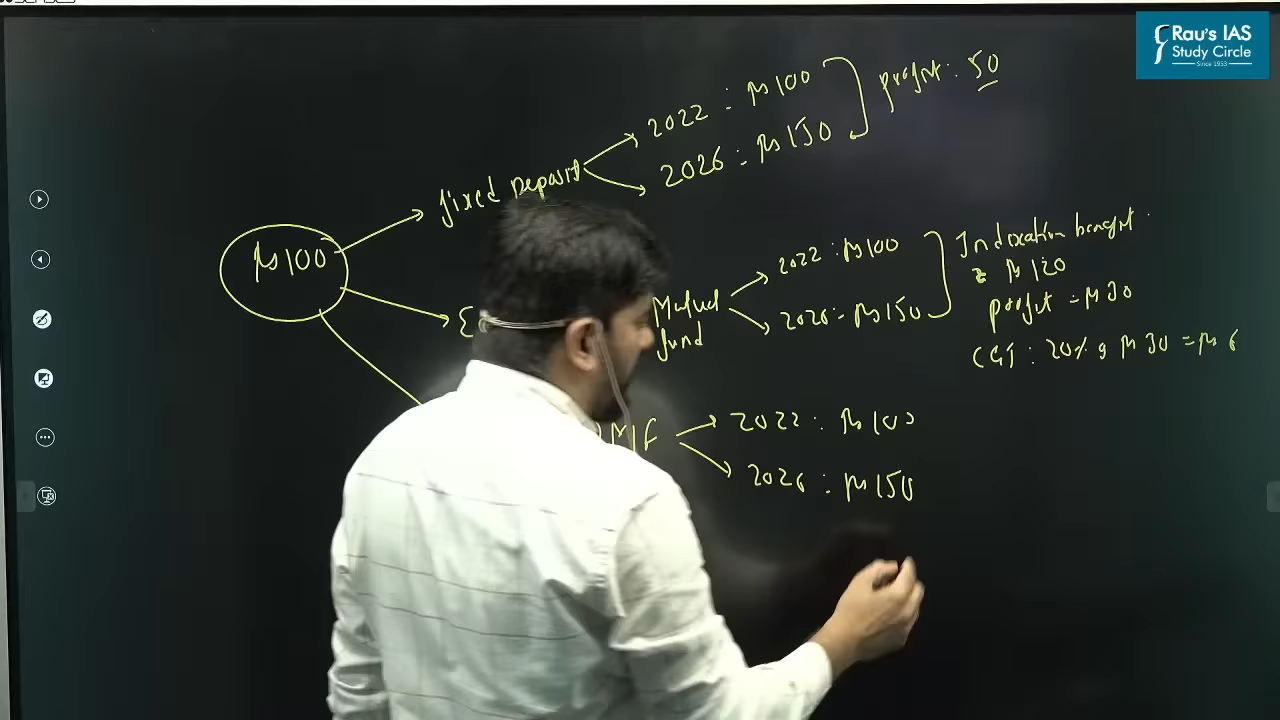 Rau's IAS
Study Circle
Since 1953
Rs 100
Fixed Deposit
2022 : Rs 100
2026 : Rs 150
profit : 50
E
Mutual
fund
2022 : Rs 100
2026 : Rs 150
Indexation benefit
Rs 120
profit = Rs 30
CGT : 20% of Rs 30 = Rs 6
MF
2022 : Rs 100
2026 : Rs 150